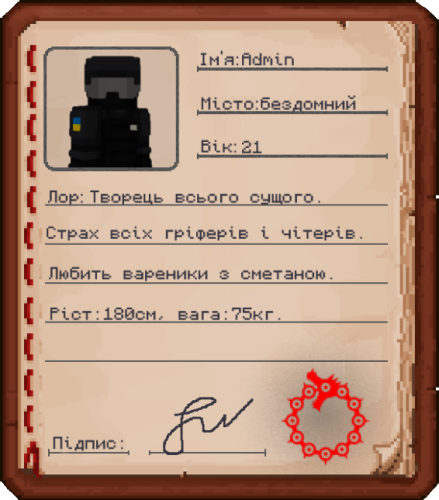 Ім'я:Admin
Місто:бездомний
Вік:21
Лор:Творець всього сущого.
Страх всіх гріферів і чітерів.
Любить вареники з сметаною.
Ріст:180см, вага:75кг.
Підпис: